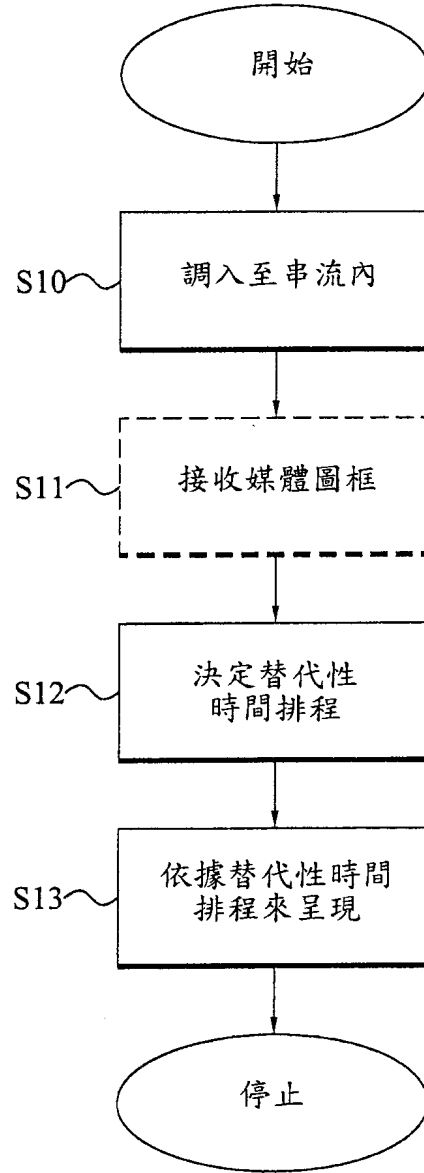 開始
S10
調入至串流內
S11
接收媒體圖框
S12
決定替代性
時間排程
S13
依據替代性時間
排程來呈現
停止